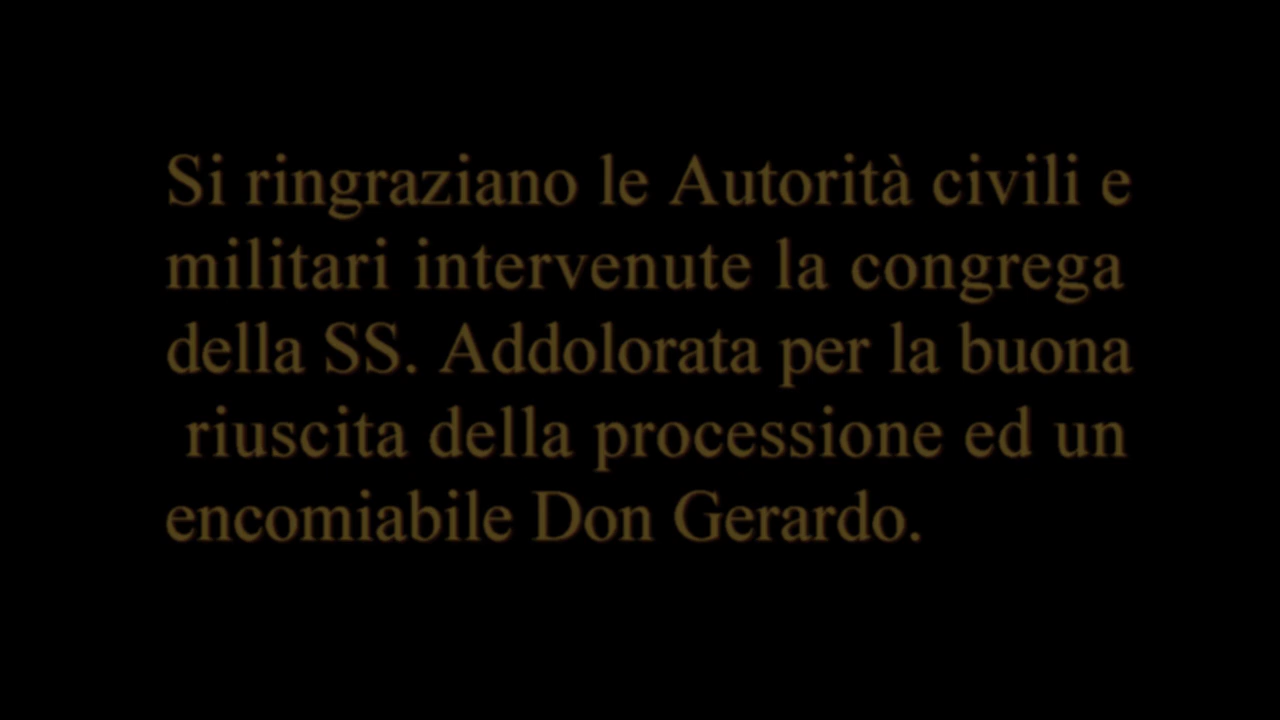 Si ringraziano le Autorità civili e
militari intervenute la congrega
della SS. Addolorata per la buona
riuscita della processione ed un
encomiabile Don Gerardo.